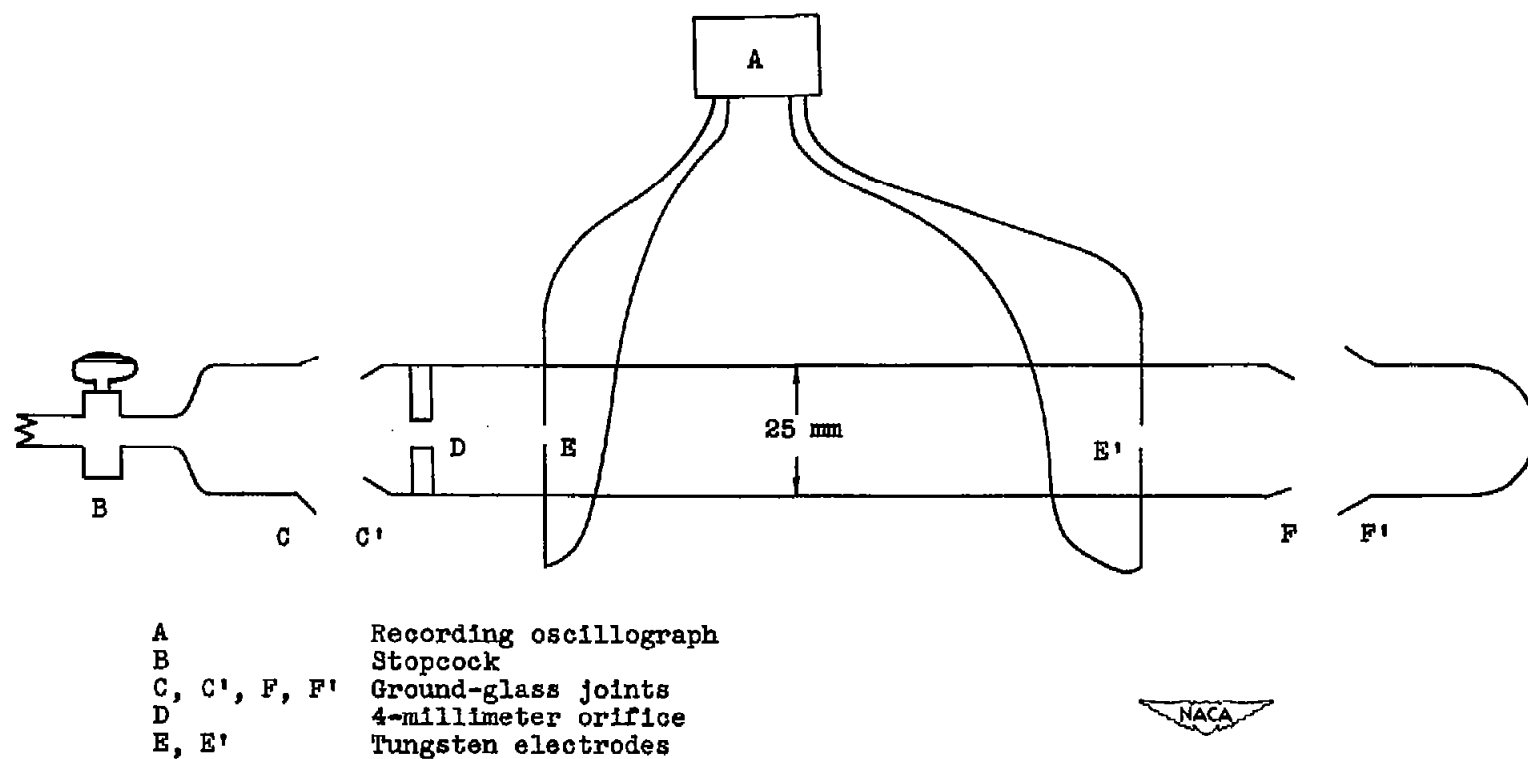 A
25 mm
D
E
E'
B
C
C'
F
F'
A Recording oscillograph
B Stopcock
C, C', F, F' Ground-glass joints
D 4-millimeter orifice
E, E' Tungsten electrodes
NACA